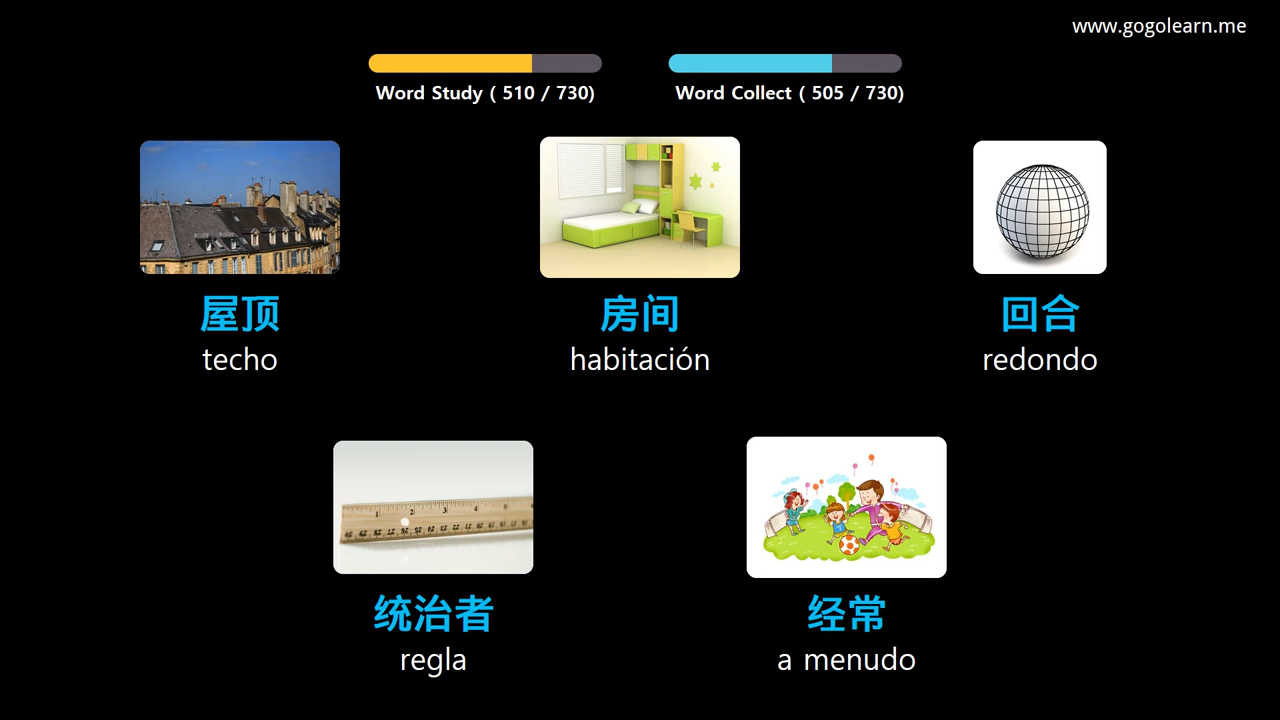 www.gogolearn.me
Word Study ( 510 / 730)
Word Collect ( 505 / 730)
屋顶
techo
房间
habitación
回合
redondo
统治者
regla
经常
a menudo